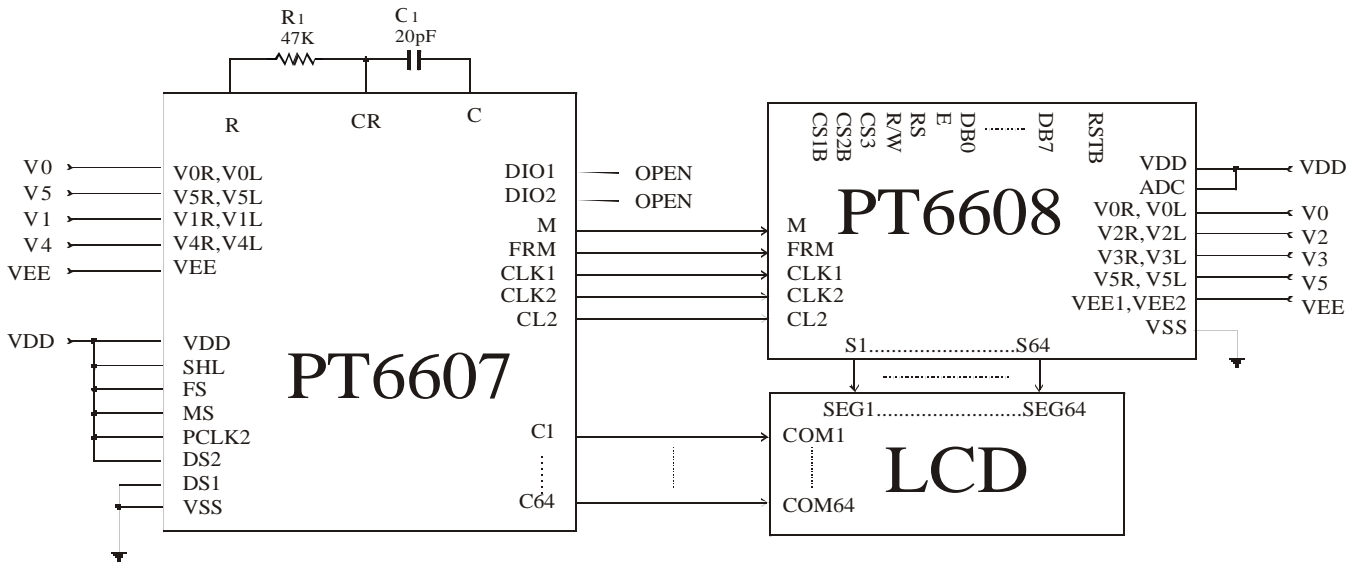 R1
47K
C1
20pF
R
CR
C
V0
V5
V1
V4
VEE
VDD
V0R,V0L
V5R,V5L
V1R,V1L
V4R,V4L
VEE
VDD
SHL
FS
MS
PCLK2
DS2
DS1
VSS
PT6607
DIO1
DIO2
M
FRM
CLK1
CLK2
CL2
C1
C64
OPEN
OPEN
CS1B
CS2B
CS3
R/W
RS
E
DB0
DB7
RSTB
PT6608
M
FRM
CLK1
CLK2
CL2
VDD
ADC
V0R, V0L
V2R, V2L
V3R, V3L
V5R, V5L
VEE1,VEE2
VSS
S1............................S64
VDD
V0
V2
V3
V5
VEE
SEG1...........................SEG64
COM1
COM64
LCD